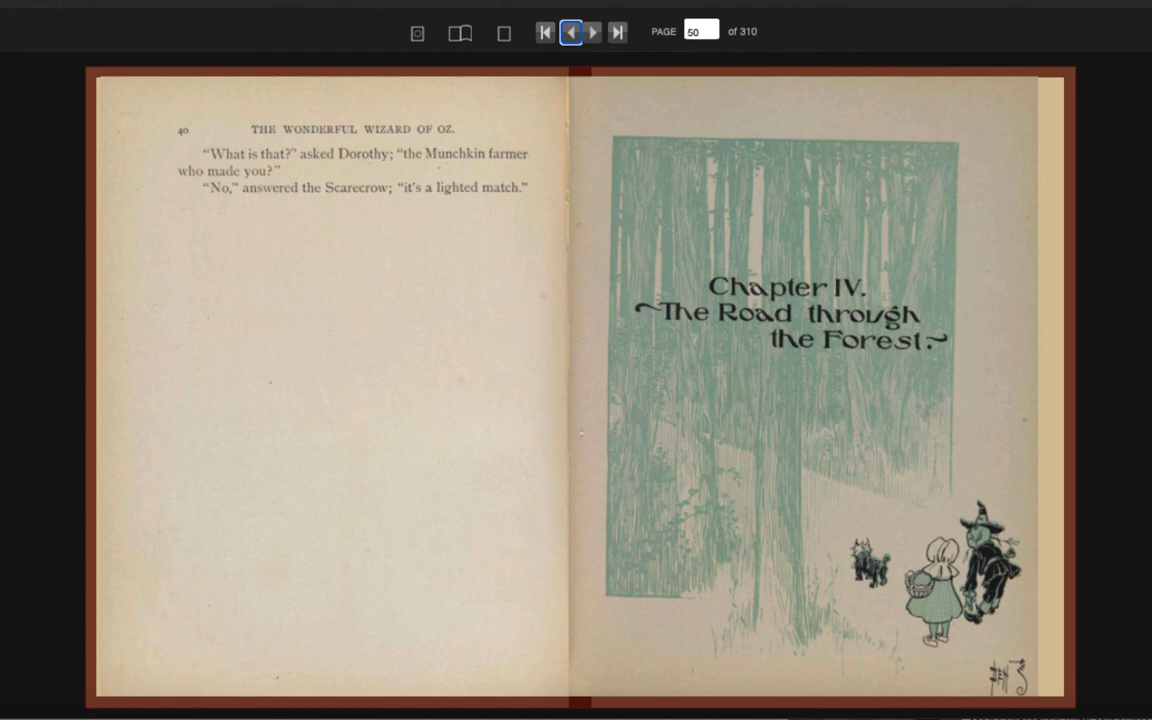 PAGE 50 of 310
40 THE WONDERFUL WIZARD OF OZ.
“What is that?” asked Dorothy; “the Munchkin farmer
who made you?”
“No,” answered the Scarecrow; “it's a lighted match.”
Chapter IV.
~The Road through
the Forest.~